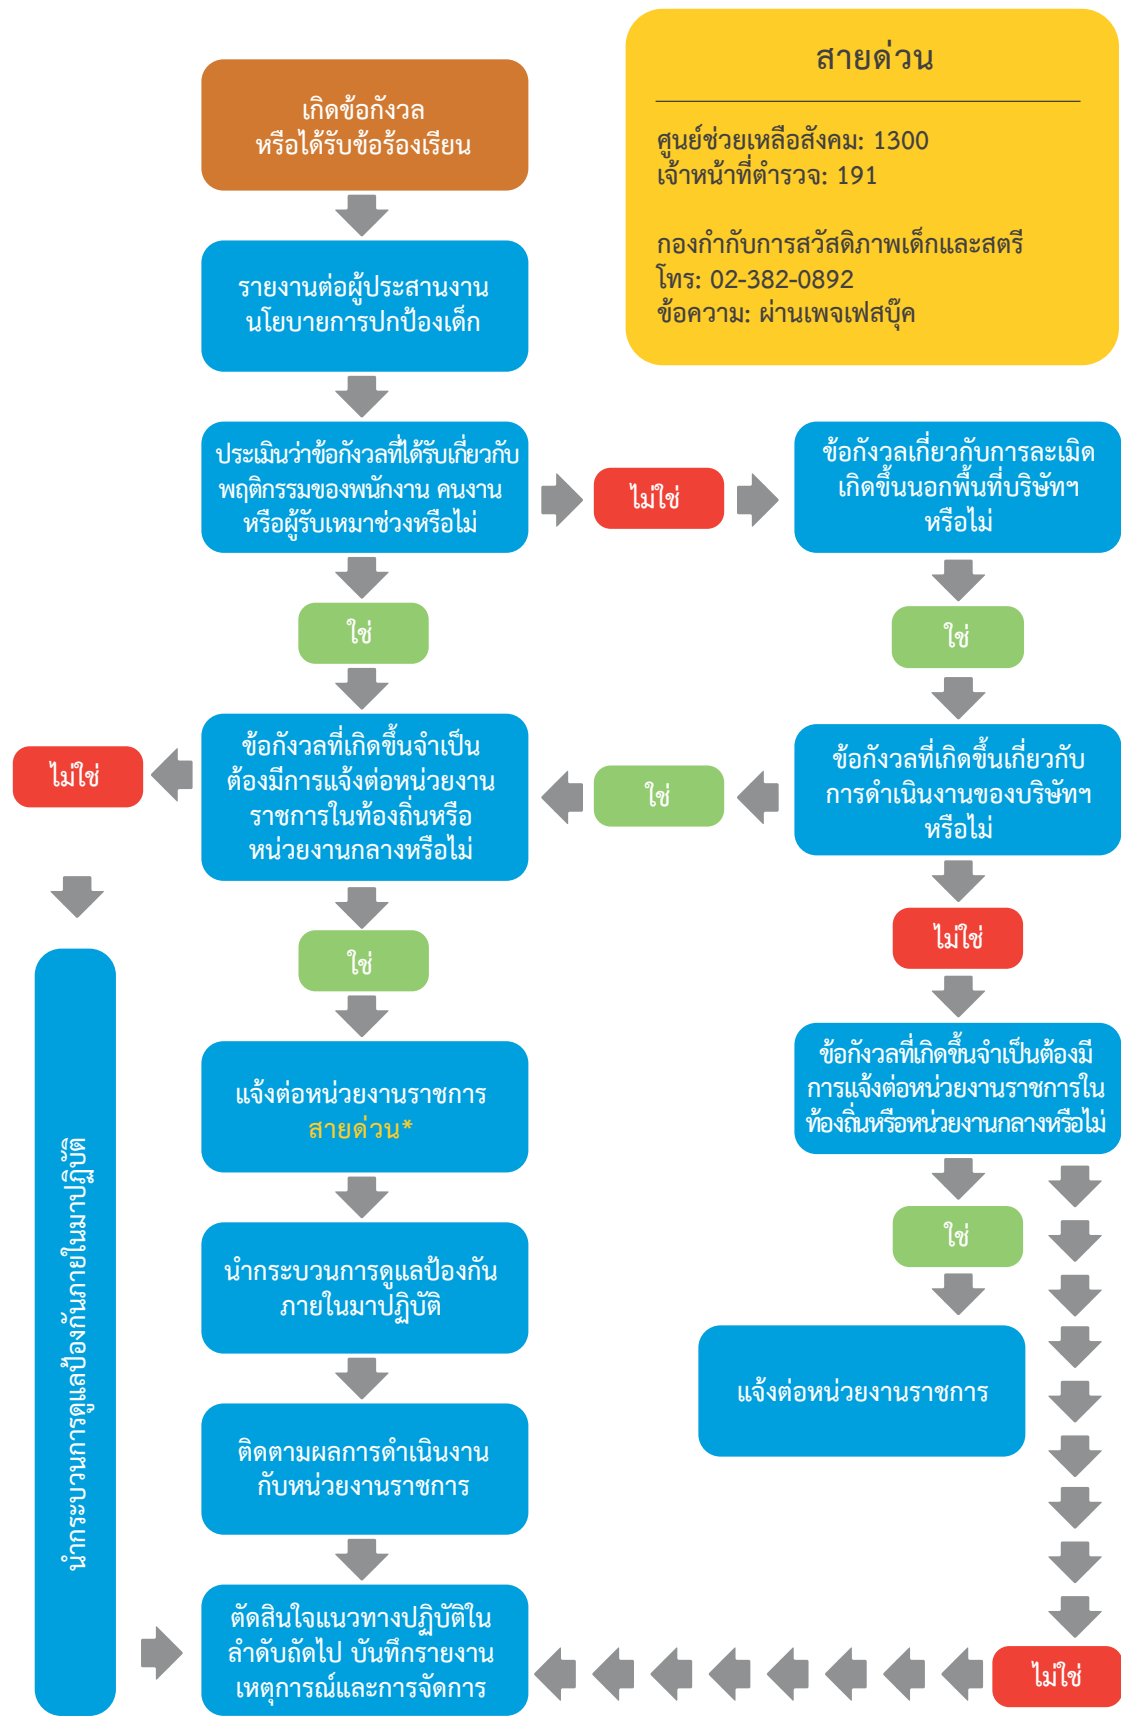 สายด่วน
ศูนย์ช่วยเหลือสังคม: 1300
เจ้าหน้าที่ตำรวจ: 191
กองกำกับการสวัสดิภาพเด็กและสตรี
โทร: 02-382-0892
ข้อความ: ผ่านเพจเฟสบุ๊ค
เกิดข้อกังวล
หรือได้รับข้อร้องเรียน
รายงานต่อผู้ประสานงาน
นโยบายการปกป้องเด็ก
ประเมินว่าข้อกังวลที่ได้รับเกี่ยวกับ
พฤติกรรมของพนักงาน คนงาน
หรือผู้รับเหมาช่วงหรือไม่
ไม่ใช่
ข้อกังวลเกี่ยวกับการละเมิด
เกิดขึ้นนอกพื้นที่บริษัทฯ
หรือไม่
ใช่
ใช่
ไม่ใช่
ข้อกังวลที่เกิดขึ้นจำเป็น
ต้องมีการแจ้งต่อหน่วยงาน
ราชการในท้องถิ่นหรือ
หน่วยงานกลางหรือไม่
ใช่
ข้อกังวลที่เกิดขึ้นเกี่ยวกับ
การดำเนินงานของบริษัทฯ
หรือไม่
ใช่
ไม่ใช่
แจ้งต่อหน่วยงานราชการ
สายด่วน*
ข้อกังวลที่เกิดขึ้นจำเป็นต้องมี
การแจ้งต่อหน่วยงานราชการใน
ท้องถิ่นหรือหน่วยงานกลางหรือไม่
นำกระบวนการดูแลป้องกันภายในมาปฏิบัติ
นำกระบวนการดูแลป้องกัน
ภายในมาปฏิบัติ
ใช่
แจ้งต่อหน่วยงานราชการ
ติดตามผลการดำเนินงาน
กับหน่วยงานราชการ
ตัดสินใจแนวทางปฏิบัติใน
ลำดับถัดไป บันทึกรายงาน
เหตุการณ์และการจัดการ
ไม่ใช่